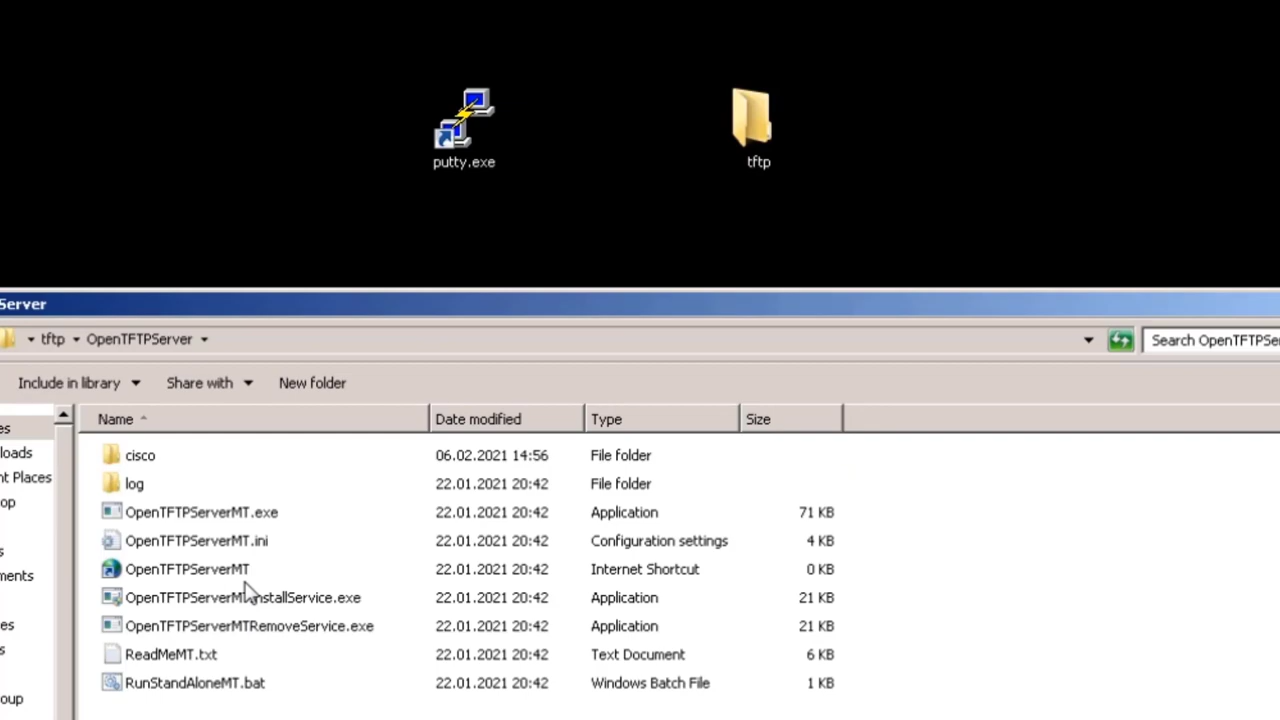 putty.exe
tftp
Server
tftp OpenTFTPServer
Search OpenTFTPSe
Include in library Share with New folder
Name Date modified Type Size
es
loads
nt Places
op
s
ments
es
s
oup
cisco 06.02.2021 14:56 File folder
log 22.01.2021 20:42 File folder
OpenTFTPServerMT.exe 22.01.2021 20:42 Application 71 KB
OpenTFTPServerMT.ini 22.01.2021 20:42 Configuration settings 4 KB
OpenTFTPServerMT 22.01.2021 20:42 Internet Shortcut 0 KB
OpenTFTPServerMTInstallService.exe 22.01.2021 20:42 Application 21 KB
OpenTFTPServerMTRemoveService.exe 22.01.2021 20:42 Application 21 KB
ReadMeMT.txt 22.01.2021 20:42 Text Document 6 KB
RunStandAloneMT.bat 22.01.2021 20:42 Windows Batch File 1 KB